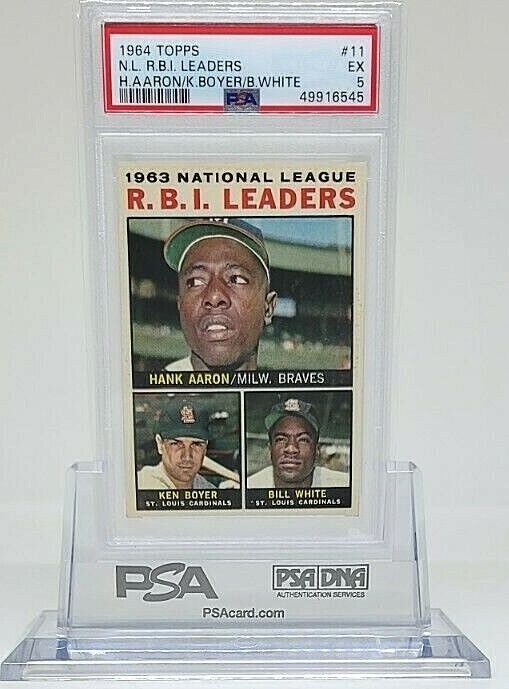 1964 TOPPS #11
N.L. R.B.I. LEADERS EX
H.AARON/K.BOYER/B.WHITE 5
PSA 49916545
1963 NATIONAL LEAGUE
R.B.I. LEADERS
HANK AARON/MILW. BRAVES
KEN BOYER
ST. LOUIS CARDINALS
BILL WHITE
ST. LOUIS CARDINALS
PSA
PSA DNA
AUTHENTICATION SERVICES
PSAcard.com